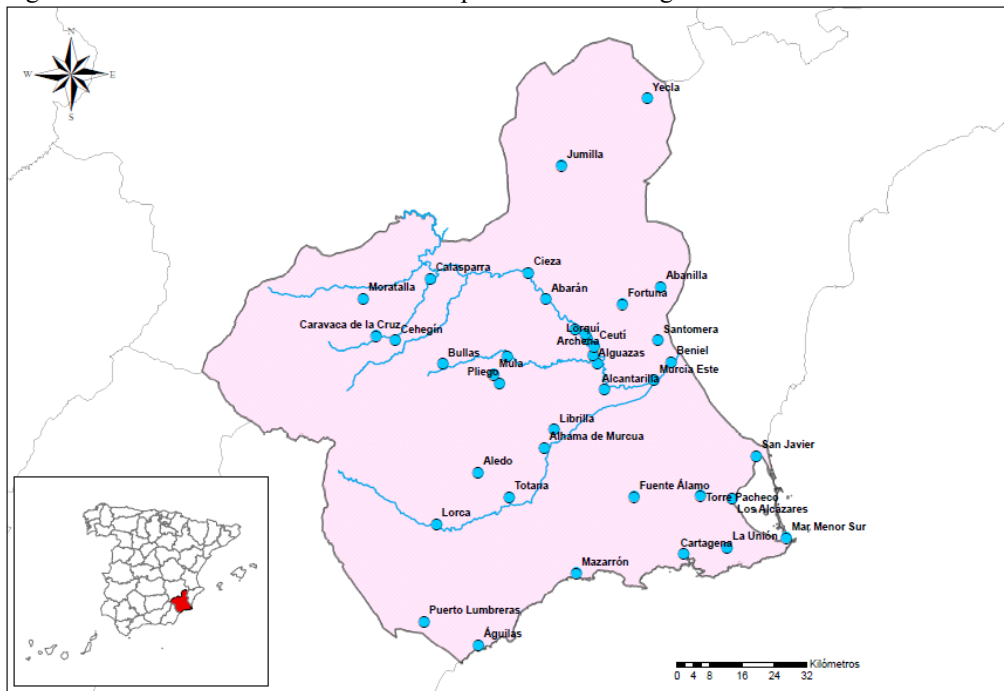 N
W E
S
Yecla
Jumilla
Cieza
Calasparra
Abanilla
Moratalla
Abarán
Fortuna
Caravaca de la Cruz
Cehegín
Lorquí
Ceutí
Santomera
Archena
Bullas
Mula
Alguazas
Beniel
Pliego
Murcia Este
Alcantarilla
Librilla
Alhama de Murcua
San Javier
Aledo
Totana
Fuente Álamo
Torre Pacheco
Los Alcázares
Lorca
Mar Menor Sur
La Unión
Cartagena
Mazarrón
Puerto Lumbreras
Águilas
Kilómetros
0 4 8 16 24 32